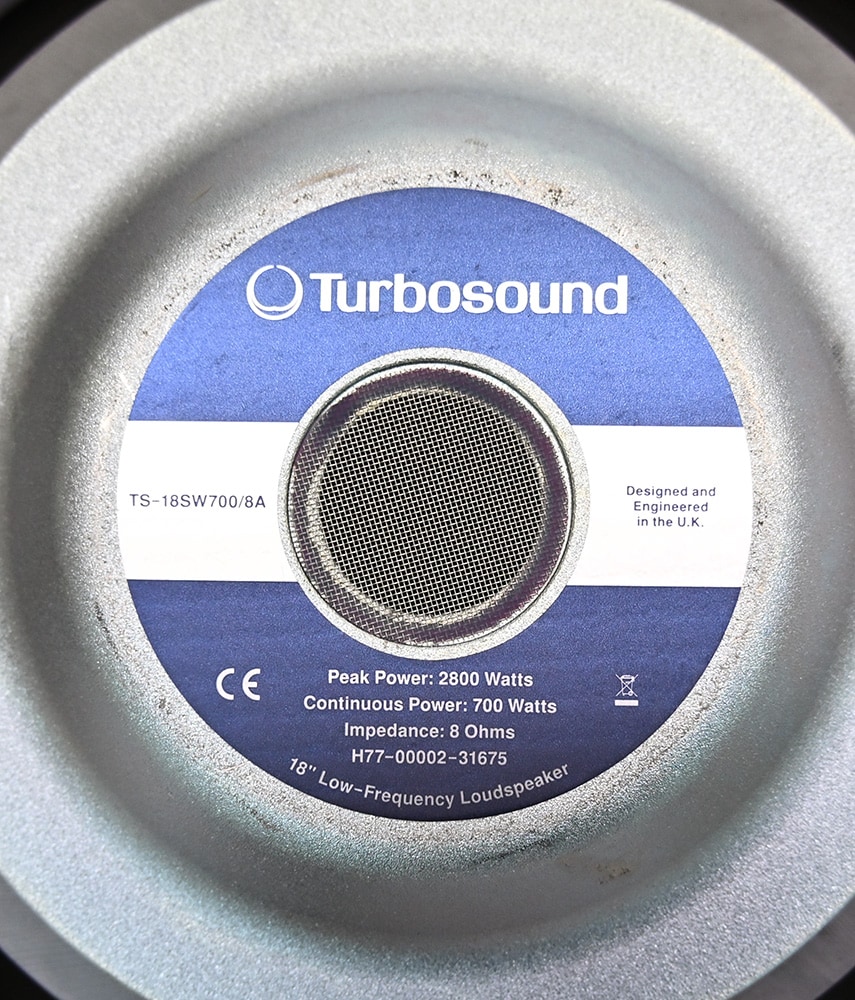 Turbosound
TS-18SW700/8A
Designed and
Engineered
in the U.K.
CE
Peak Power: 2800 Watts
Continuous Power: 700 Watts
Impedance: 8 Ohms
H77-00002-31675
18" Low-Frequency Loudspeaker